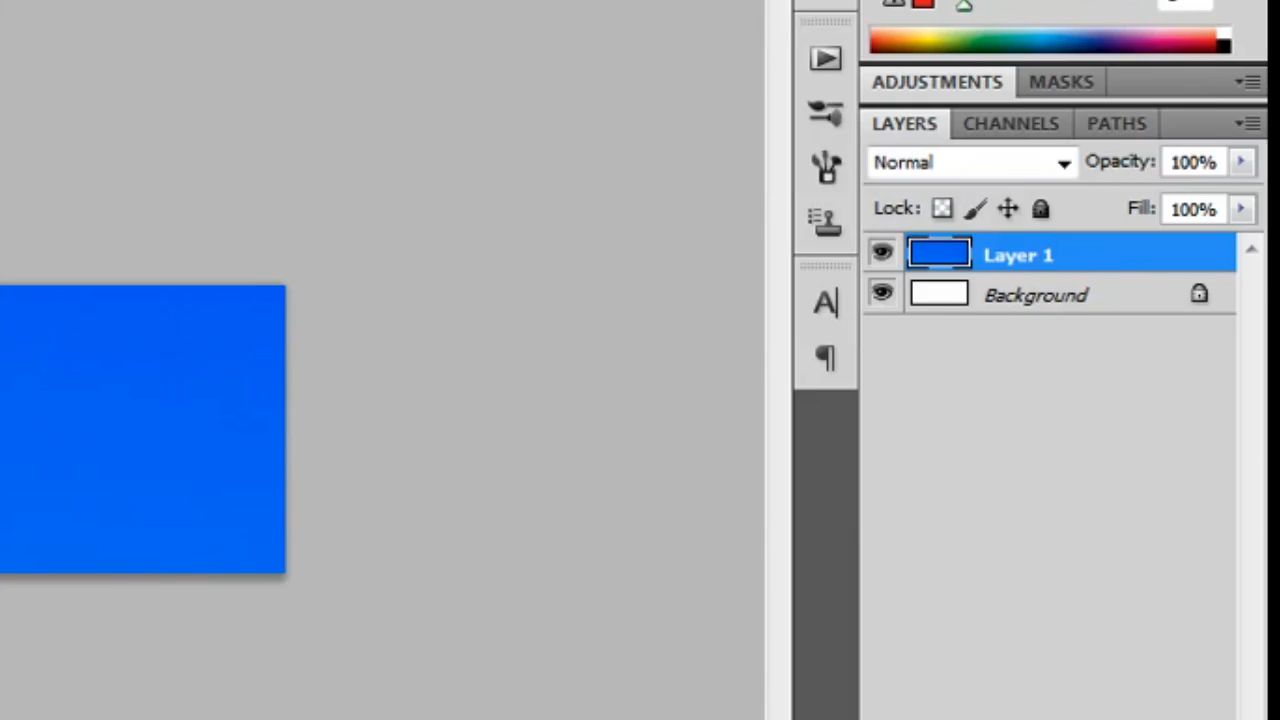 ADJUSTMENTS MASKS
LAYERS CHANNELS PATHS
Normal Opacity: 100%
Lock: Fill: 100%
Layer 1
Background
A
¶